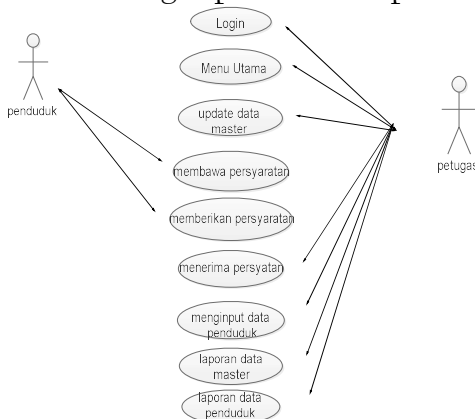 Login
Menu Utama
update data
master
penduduk
membawa persyaratan
petugas
memberikan persyaratan
menerima persyatan
menginput data
penduduk
laporan data
master
laporan data
penduduk